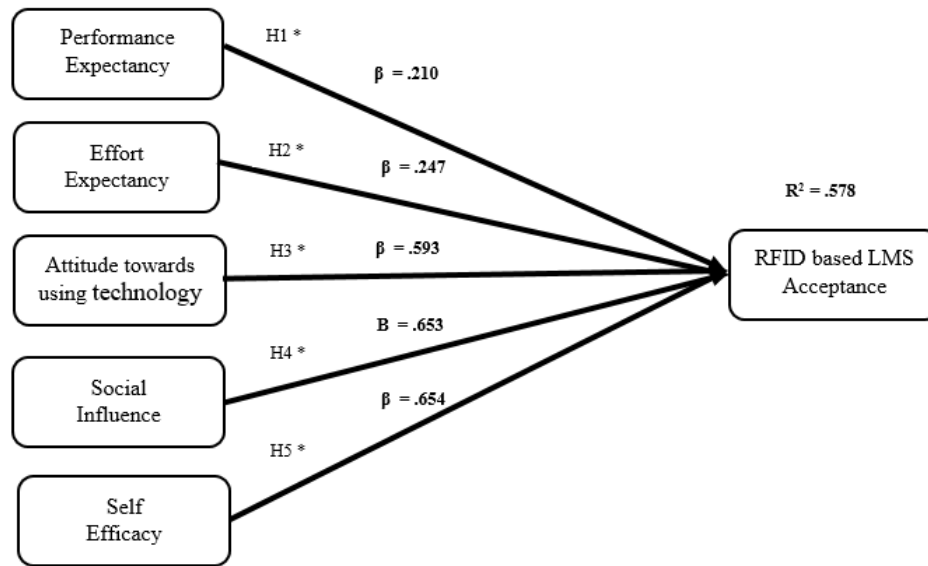 Performance
Expectancy
H1 *
β = .210
Effort
Expectancy
H2 *
β = .247
R² = .578
Attitude towards
using technology
H3 *
β = .593
RFID based LMS
Acceptance
B = .653
H4 *
Social
Influence
β = .654
H5 *
Self
Efficacy